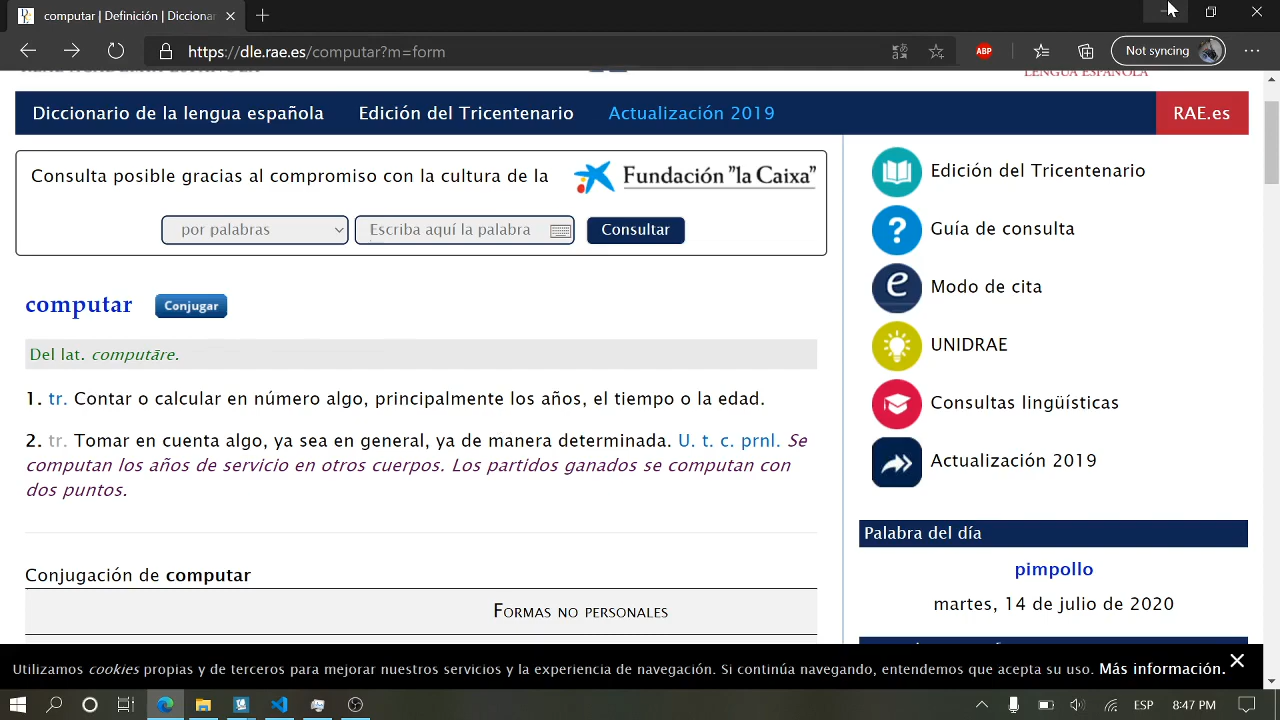 computar | Definición | Diccionar
https://dle.rae.es/computar?m=form
ABP
Not syncing
REAL ACADEMIA ESPAÑOLA
LENGUA ESPAÑOLA
Diccionario de la lengua española Edición del Tricentenario Actualización 2019 RAE.es
Consulta posible gracias al compromiso con la cultura de la Fundación "la Caixa"
por palabras Escriba aquí la palabra Consultar
computar Conjugar
Del lat. computāre.
1. tr. Contar o calcular en número algo, principalmente los años, el tiempo o la edad.
2. tr. Tomar en cuenta algo, ya sea en general, ya de manera determinada. U. t. c. prnl. Se
computan los años de servicio en otros cuerpos. Los partidos ganados se computan con
dos puntos.
Conjugación de computar
Formas no personales
Edición del Tricentenario
? Guía de consulta
e Modo de cita
UNIDRAE
Consultas lingüísticas
Actualización 2019
Palabra del día
pimpollo
martes, 14 de julio de 2020
Utilizamos cookies propias y de terceros para mejorar nuestros servicios y la experiencia de navegación. Si continúa navegando, entendemos que acepta su uso. Más información.
ESP 8:47 PM